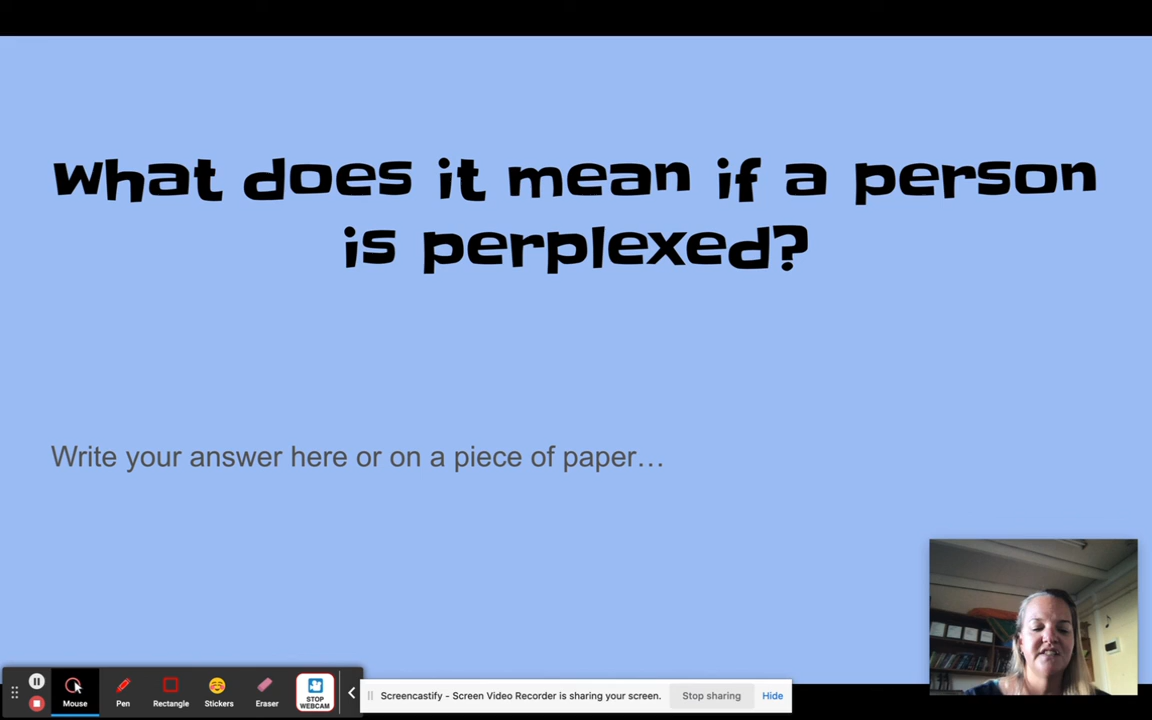 What does it mean if a person
is perplexed?
Write your answer here or on a piece of paper…
Mouse
Pen
Rectangle
Stickers
Eraser
STOP
WEBCAM
Screencastify - Screen Video Recorder is sharing your screen.
Stop sharing
Hide